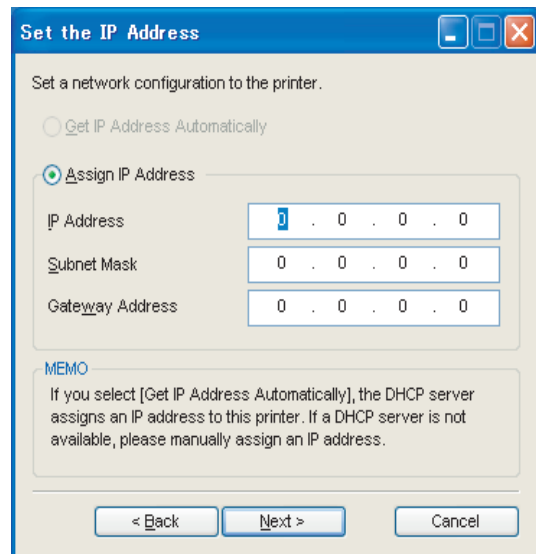 Set the IP Address
Set a network configuration to the printer.
Get IP Address Automatically
Assign IP Address
IP Address 0 . 0 . 0 . 0
Subnet Mask 0 . 0 . 0 . 0
Gateway Address 0 . 0 . 0 . 0
MEMO
If you select [Get IP Address Automatically], the DHCP server
assigns an IP address to this printer. If a DHCP server is not
available, please manually assign an IP address.
< Back Next > Cancel